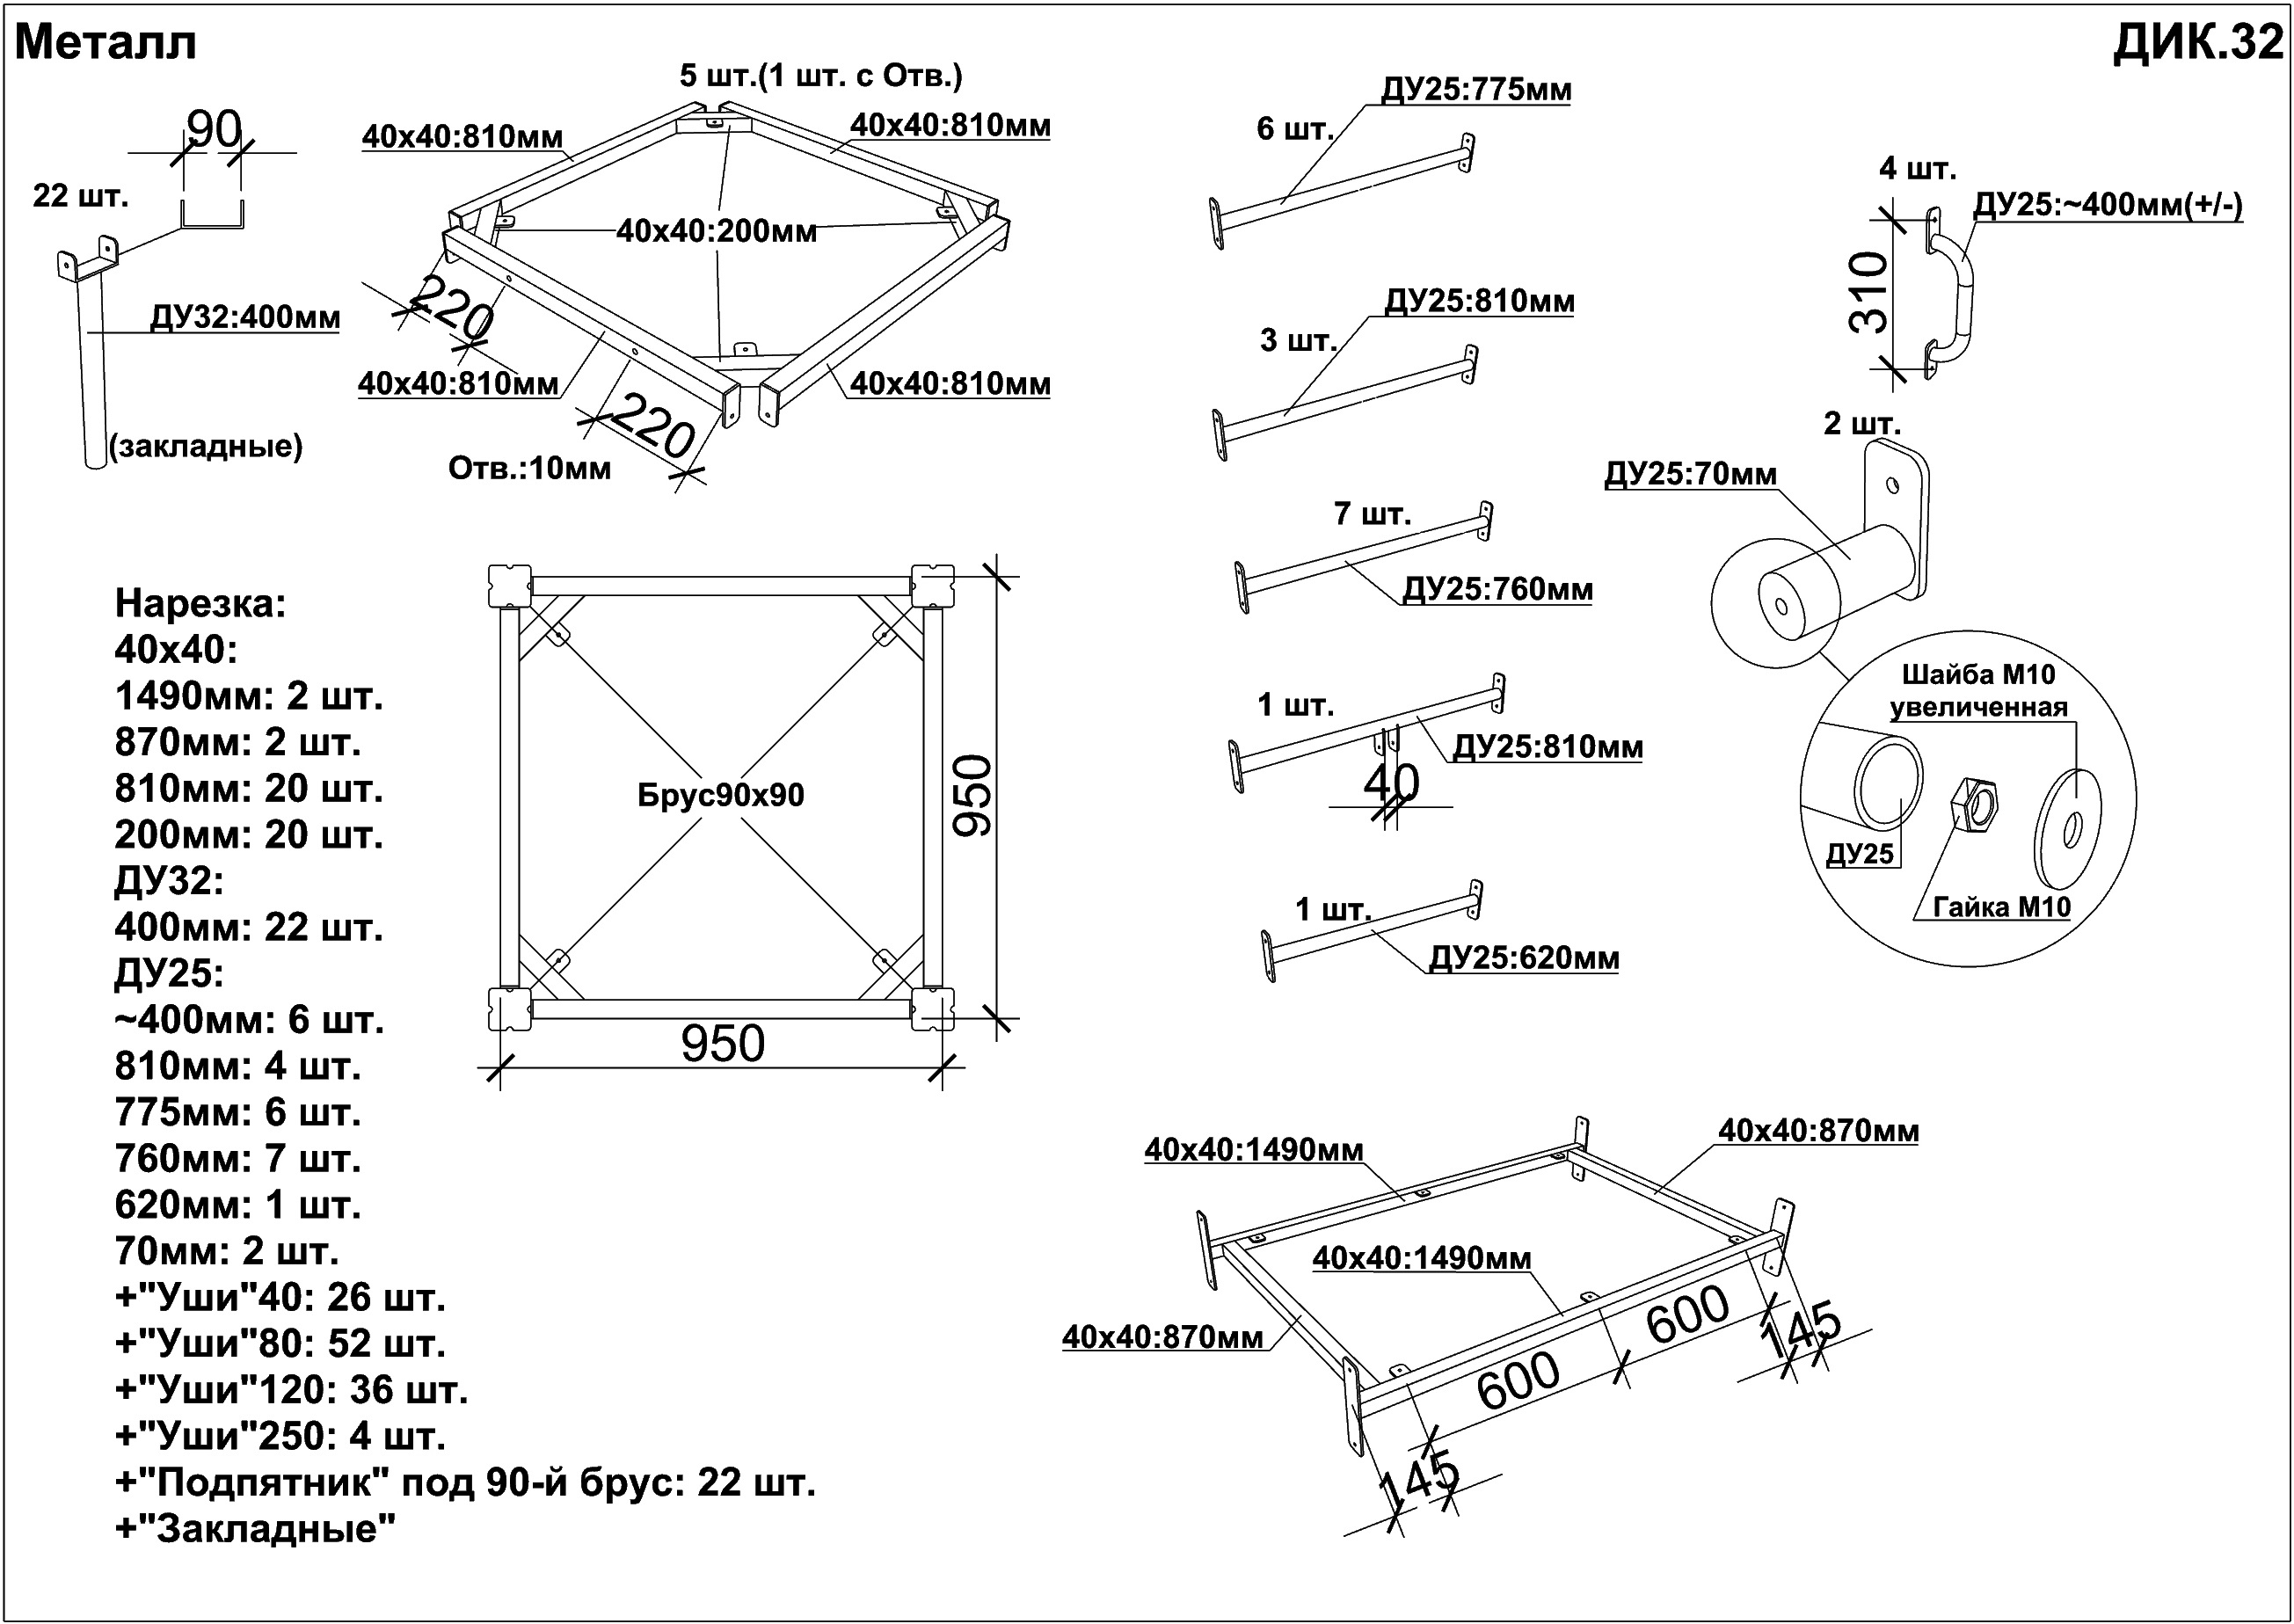 Металл
ДИК.32
90
22 шт.
ДУ32:400мм
(закладные)
5 шт.(1 шт. с Отв.)
40х40:810мм
40х40:810мм
40х40:200мм
220
40х40:810мм
40х40:810мм
220
Отв.:10мм
ДУ25:775мм
6 шт.
ДУ25:810мм
3 шт.
7 шт.
ДУ25:760мм
1 шт.
ДУ25:810мм
40
1 шт.
ДУ25:620мм
4 шт.
ДУ25:~400мм(+/-)
310
2 шт.
ДУ25:70мм
Шайба М10
увеличенная
ДУ25
Гайка М10
Брус90х90
950
950
Нарезка:
40х40:
1490мм: 2 шт.
870мм: 2 шт.
810мм: 20 шт.
200мм: 20 шт.
ДУ32:
400мм: 22 шт.
ДУ25:
~400мм: 6 шт.
810мм: 4 шт.
775мм: 6 шт.
760мм: 7 шт.
620мм: 1 шт.
70мм: 2 шт.
+"Уши"40: 26 шт.
+"Уши"80: 52 шт.
+"Уши"120: 36 шт.
+"Уши"250: 4 шт.
+"Подпятник" под 90-й брус: 22 шт.
+"Закладные"
40х40:1490мм
40х40:870мм
40х40:1490мм
40х40:870мм
600
145
600
145